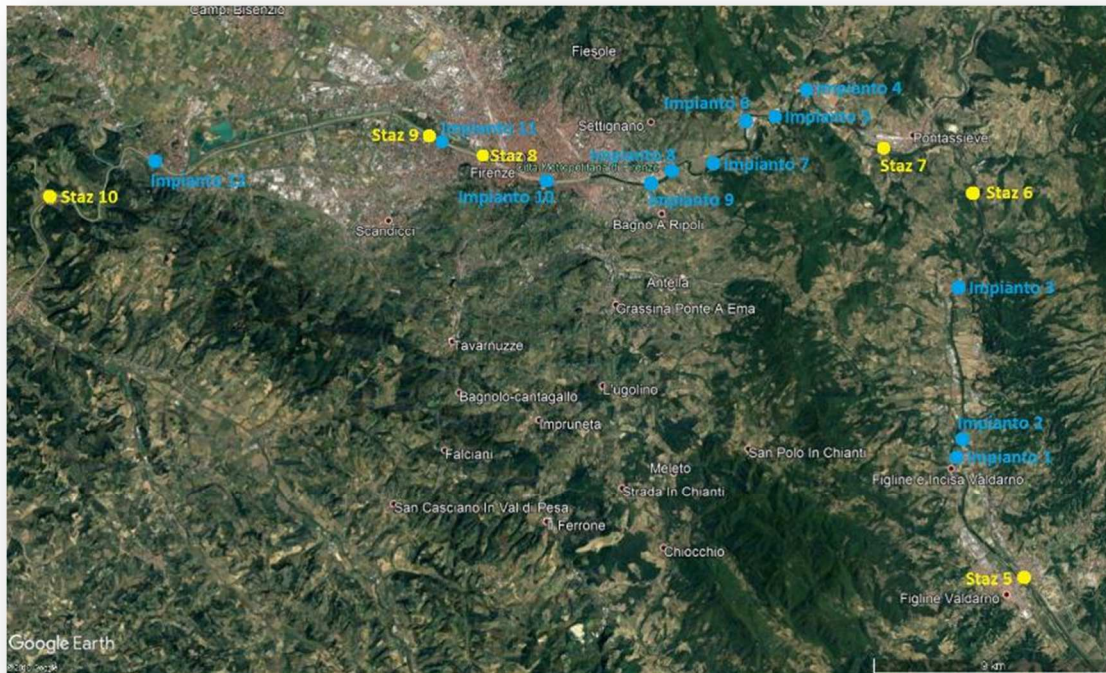 Campi Bisenzio
Fiesole
Impianto 4
Impianto 6
Impianto 5
Settignano
Staz 9
Impianto 11
Pontassieve
Staz 8
Staz 7
Impianto 8
Impianto 7
Firenze
Impianto 12
Staz 10
Impianto 10
Impianto 9
Staz 6
Scandicci
Bagno A Ripoli
Antella
Impianto 3
Grassina Ponte A Ema
Tavarnuzze
L'ugolino
Bagnolo-cantagallo
Impruneta
Impianto 2
Falciani
San Polo In Chianti
Impianto 1
Meleto
Figline e Incisa Valdarno
Strada In Chianti
San Casciano In Val di Pesa
Il Ferrone
Chiocchio
Staz 5
Figline Valdarno
Google Earth
9 km